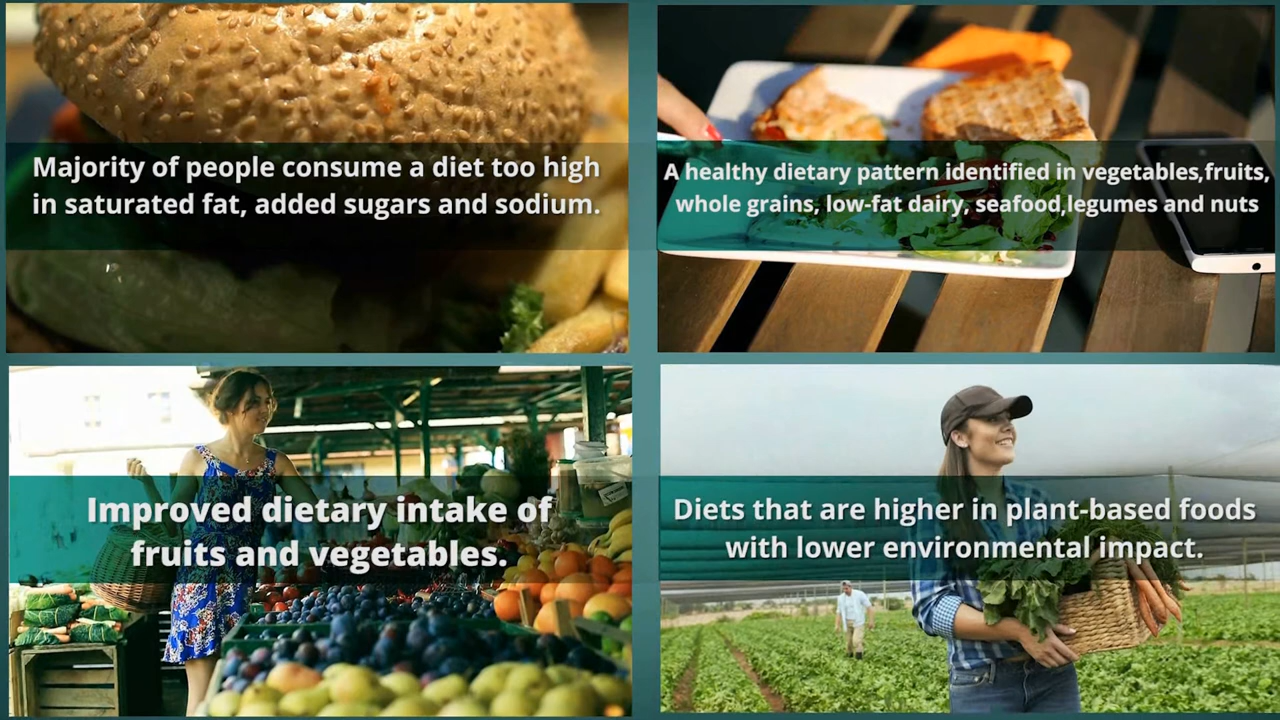 Majority of people consume a diet too high
in saturated fat, added sugars and sodium.
A healthy dietary pattern identified in vegetables,fruits,
whole grains, low-fat dairy, seafood,legumes and nuts
Improved dietary intake of
fruits and vegetables.
Diets that are higher in plant-based foods
with lower environmental impact.